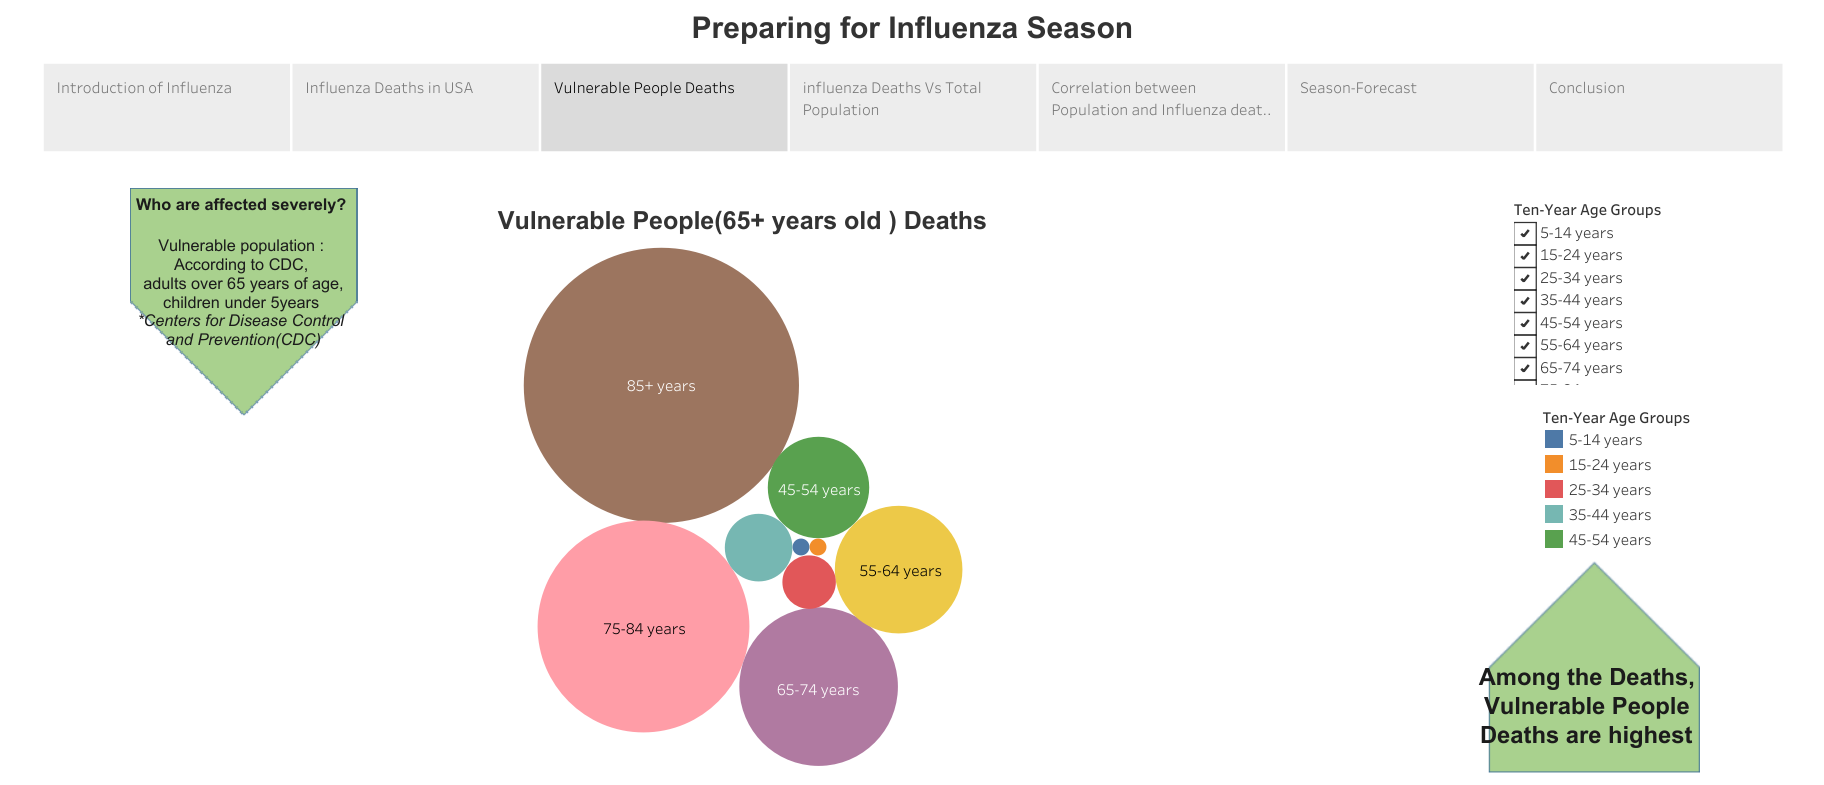 Preparing for Influenza Season
Introduction of Influenza
Influenza Deaths in USA
Vulnerable People Deaths
influenza Deaths Vs Total
Population
Correlation between
Population and Influenza deat..
Season-Forecast
Conclusion
Who are affected severely?
Vulnerable population :
According to CDC,
adults over 65 years of age,
children under 5years
*Centers for Disease Control
and Prevention(CDC)
Vulnerable People(65+ years old ) Deaths
85+ years
45-54 years
55-64 years
75-84 years
65-74 years
Ten-Year Age Groups
5-14 years
15-24 years
25-34 years
35-44 years
45-54 years
55-64 years
65-74 years
Ten-Year Age Groups
5-14 years
15-24 years
25-34 years
35-44 years
45-54 years
Among the Deaths,
Vulnerable People
Deaths are highest